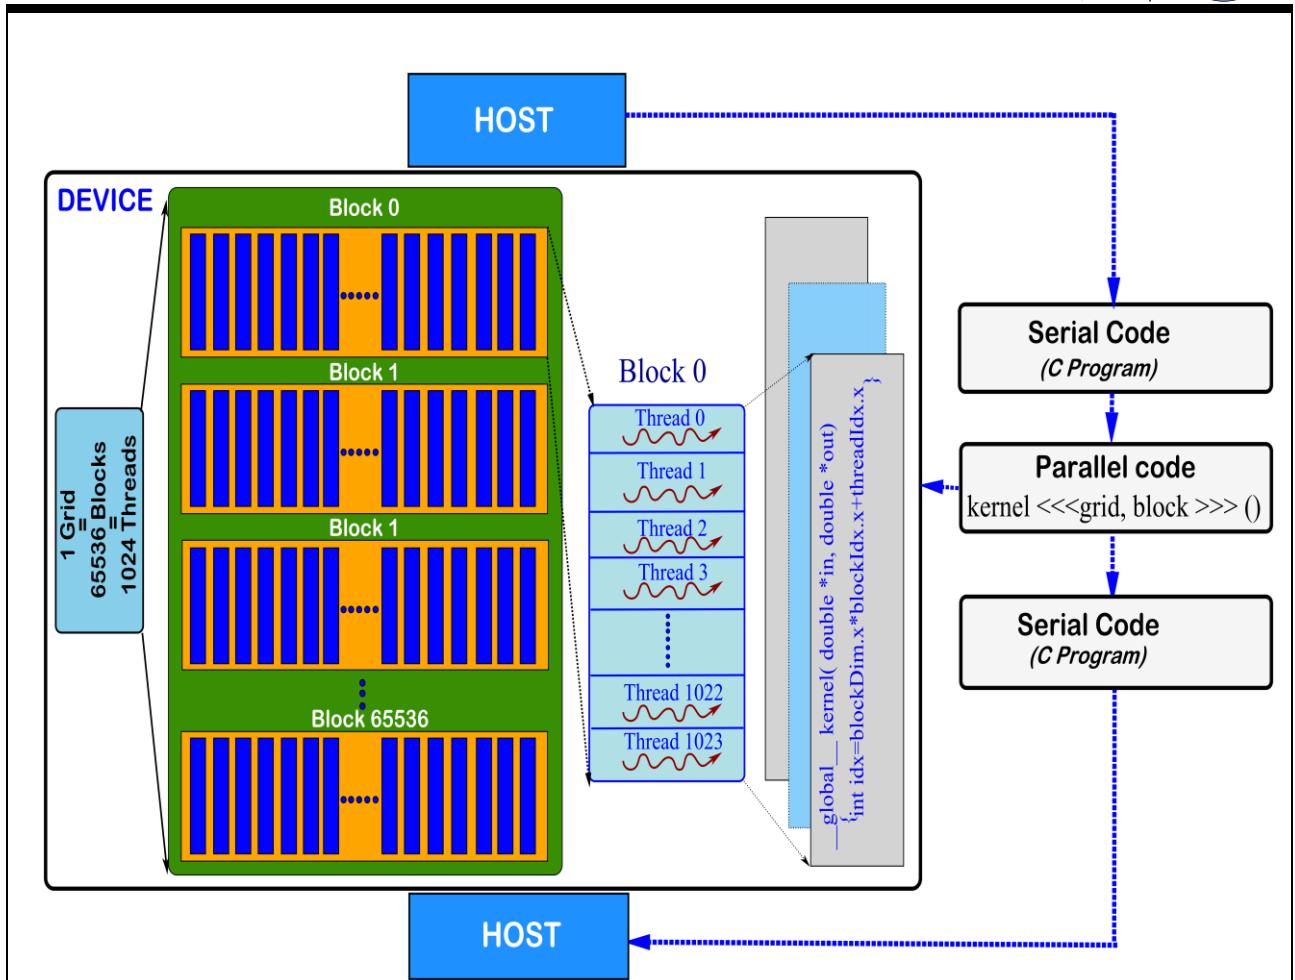 HOST
DEVICE
Block 0
Block 1
Block 1
Block 65536
1 Grid
=
65536 Blocks
=
1024 Threads
Block 0
Thread 0
Thread 1
Thread 2
Thread 3
Thread 1022
Thread 1023
__global__ kernel( double *in, double *out)
{
int idx=blockDim.x*blockIdx.x+threadIdx.x
}
Serial Code
(C Program)
Parallel code
kernel <<<grid, block >>> ()
Serial Code
(C Program)
HOST